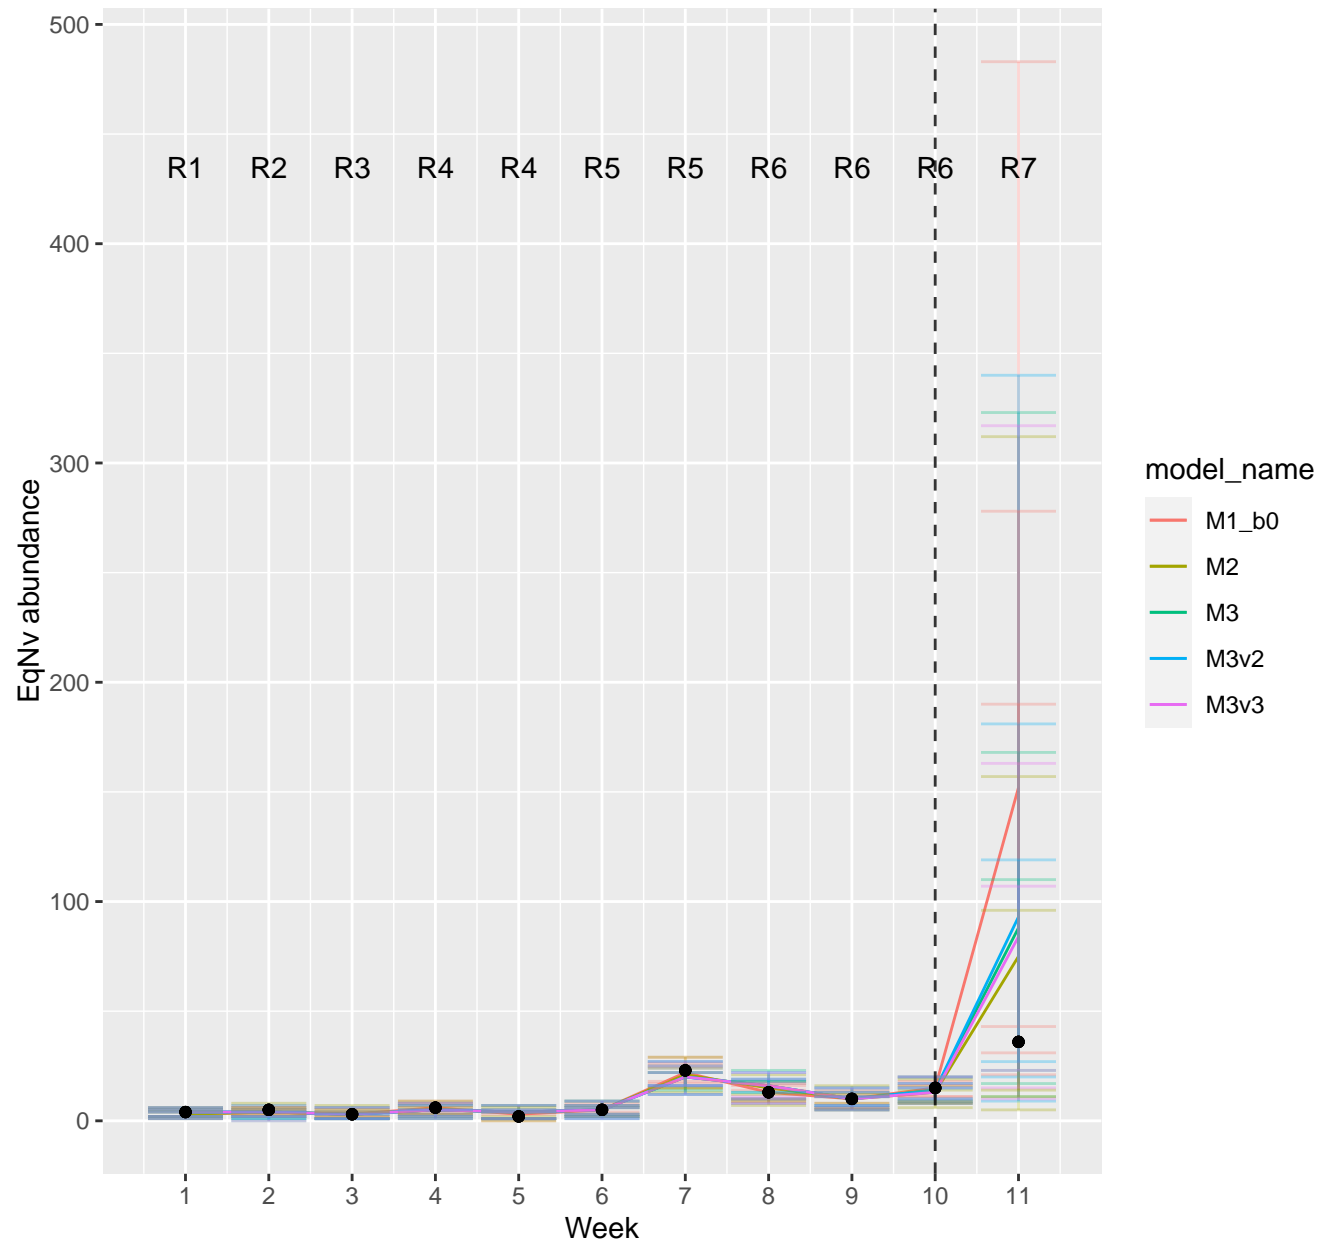 500
400
300
200
100
0
R1 R2 R3 R4 R4 R5 R5 R6 R6 R6 R7
EqNv abundance
1 2 3 4 5 6 7 8 9 10 11
Week
model_name
M1_b0
M2
M3
M3v2
M3v3